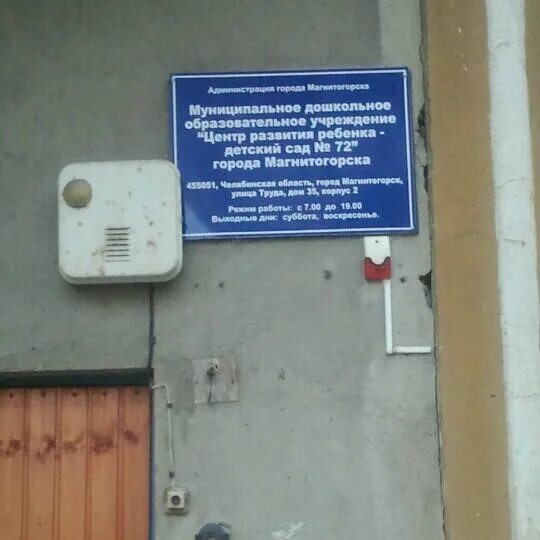 Администрация города Магнитогорска
Муниципальное дошкольное
образовательное учреждение
"Центр развития ребенка -
детский сад № 72"
города Магнитогорска
455051, Челябинская область, город Магнитогорск,
улица Труда, дом 35, корпус 2
Режим работы: с 7.00 до 19.00
Выходные дни: суббота, воскресенье.